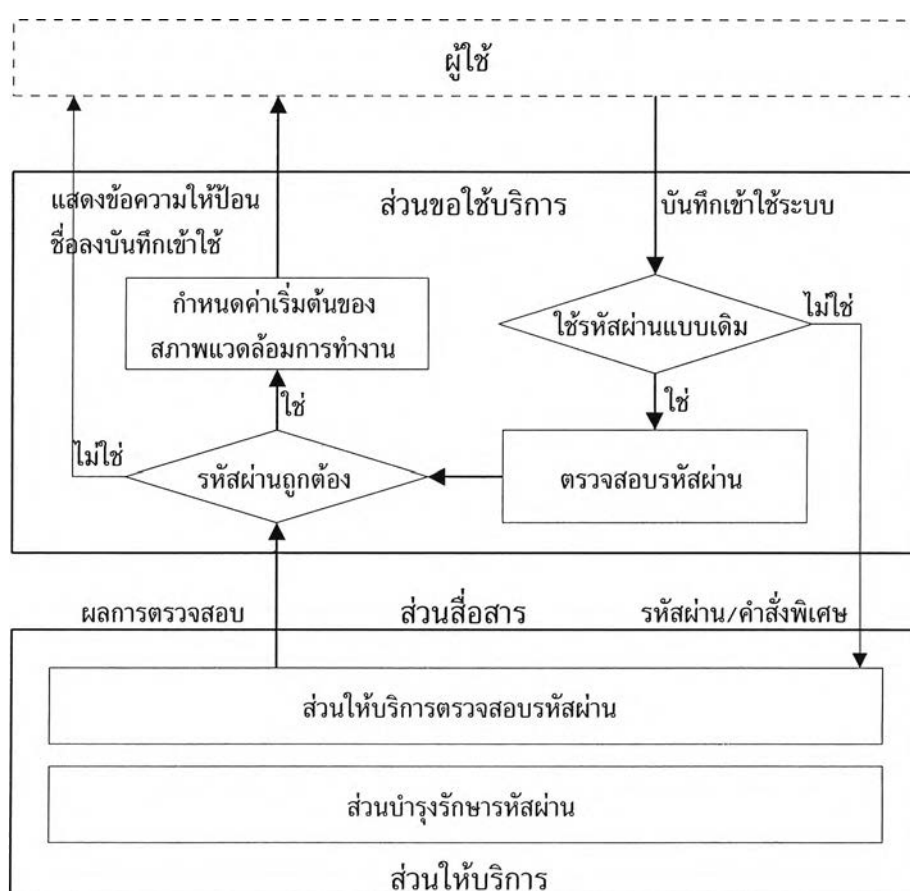 ผู้ใช้
แสดงข้อความให้ป้อน
ชื่อลงบันทึกเข้าใช้
ส่วนขอใช้บริการ
บันทึกเข้าใช้ระบบ
กำหนดค่าเริ่มต้นของ
สภาพแวดล้อมการทำงาน
ใช้รหัสผ่านแบบเดิม
ไม่ใช่
ใช่
ใช่
ไม่ใช่
รหัสผ่านถูกต้อง
ตรวจสอบรหัสผ่าน
ผลการตรวจสอบ
ส่วนสื่อสาร
รหัสผ่าน/คำสั่งพิเศษ
ส่วนให้บริการตรวจสอบรหัสผ่าน
ส่วนบำรุงรักษารหัสผ่าน
ส่วนให้บริการ